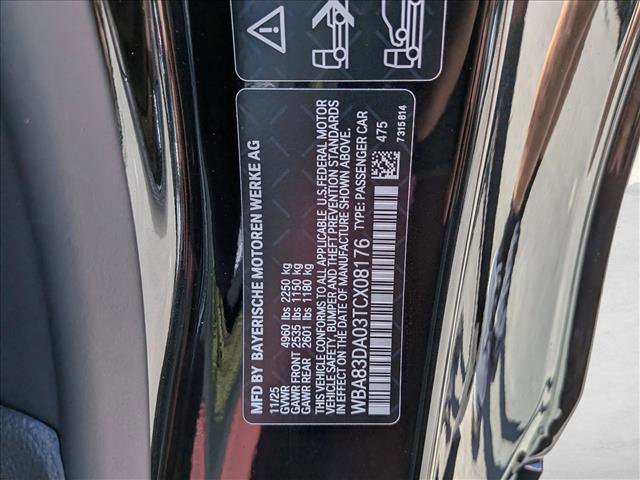 MFD BY BAYERISCHE MOTOREN WERKE AG
11/25
GVWR 4960 lbs 2250 kg
GAWR FRONT 2535 lbs 1150 kg
GAWR REAR 2601 lbs 1180 kg
THIS VEHICLE CONFORMS TO ALL APPLICABLE U.S.FEDERAL MOTOR
VEHICLE SAFETY, BUMPER AND THEFT PREVENTION STANDARDS
IN EFFECT ON THE DATE OF MANUFACTURE SHOWN ABOVE.
WBA83DA03TCX08176 TYPE: PASSENGER CAR
475
7315814